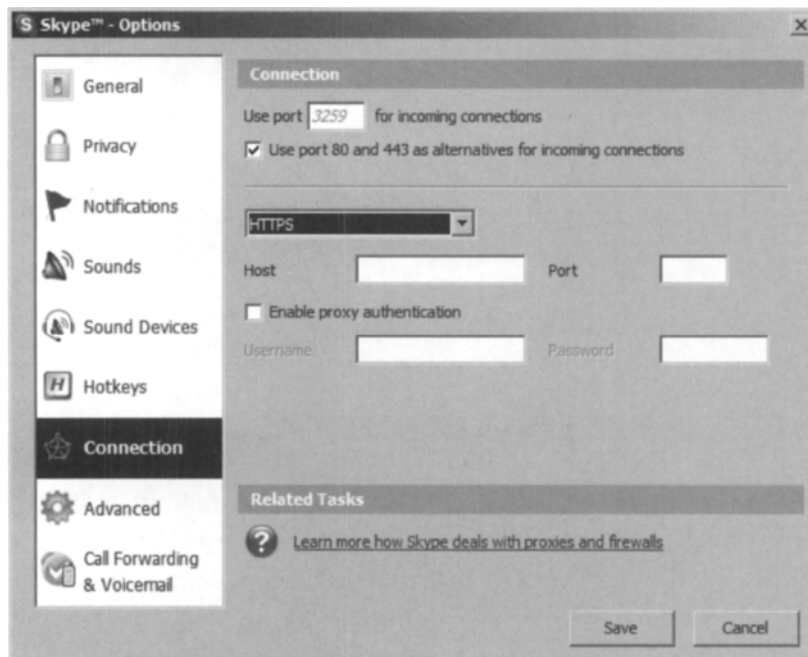 S Skype™ - Options
General
Privacy
Notifications
Sounds
Sound Devices
H Hotkeys
Connection
Advanced
Call Forwarding
& Voicemail
Connection
Use port 3259 for incoming connections
Use port 80 and 443 as alternatives for incoming connections
HTTPS
Host Port
Enable proxy authentication
Username Password
Related Tasks
? Learn more how Skype deals with proxies and firewalls
Save Cancel